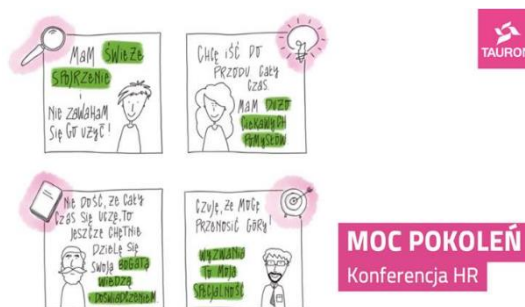 MAM ŚWIEŻE
SPOJRZENIE
I
NIE ZAWAHAM
SIĘ GO UŻYĆ!
CHCĘ IŚĆ DO
PRZODU CAŁY
CZAS.
MAM DUŻO
CIEKAWYCH
POMYSŁÓW
TAURON
NIE DOŚĆ, ŻE CAŁY
CZAS SIĘ UCZĘ, TO
JESZCZE CHĘTNIE
DZIELĘ SIĘ
SWOJĄ BOGATĄ
WIEDZĄ
DOŚWIADCZENIEM
CZUJĘ, ŻE MOGĘ
PRZENOSIĆ GÓRY!
WYZWANIA
TO MOJA
SPECJALNOŚĆ
MOC POKOLEŃ
Konferencja HR